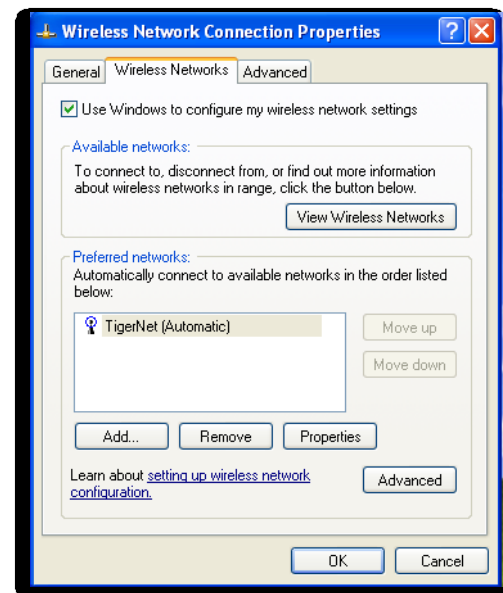 Wireless Network Connection Properties
General Wireless Networks Advanced
Use Windows to configure my wireless network settings
Available networks:
To connect to, disconnect from, or find out more information
about wireless networks in range, click the button below.
View Wireless Networks
Preferred networks:
Automatically connect to available networks in the order listed
below:
TigerNet (Automatic)
Move up
Move down
Add... Remove Properties
Learn about setting up wireless network
configuration.
Advanced
OK Cancel